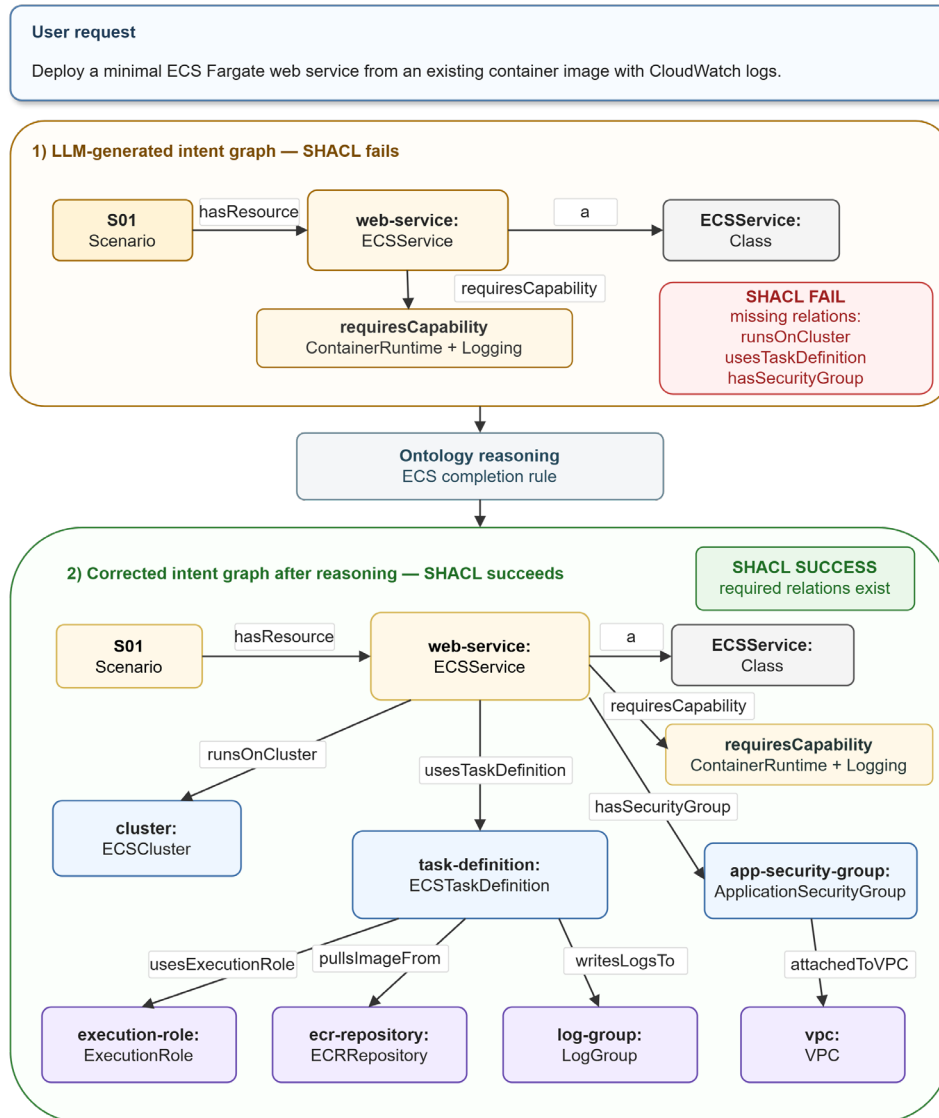 User request
Deploy a minimal ECS Fargate web service from an existing container image with CloudWatch logs.
1) LLM-generated intent graph — SHACL fails
S01
Scenario
hasResource
web-service:
ECSService
a
ECSService:
Class
requiresCapability
requiresCapability
ContainerRuntime + Logging
SHACL FAIL
missing relations:
runsOnCluster
usesTaskDefinition
hasSecurityGroup
Ontology reasoning
ECS completion rule
2) Corrected intent graph after reasoning — SHACL succeeds
SHACL SUCCESS
required relations exist
S01
Scenario
hasResource
web-service:
ECSService
a
ECSService:
Class
requiresCapability
requiresCapability
ContainerRuntime + Logging
runsOnCluster
usesTaskDefinition
hasSecurityGroup
cluster:
ECSCluster
task-definition:
ECSTaskDefinition
app-security-group:
ApplicationSecurityGroup
usesExecutionRole
pullsImageFrom
writesLogsTo
attachedToVPC
execution-role:
ExecutionRole
ecr-repository:
ECRRepository
log-group:
LogGroup
vpc:
VPC